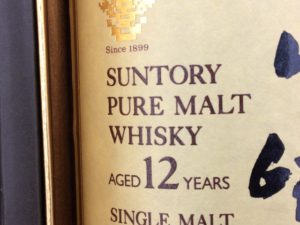 Since 1899
SUNTORY
PURE MALT
WHISKY
AGED 12 YEARS
SINGLE MALT